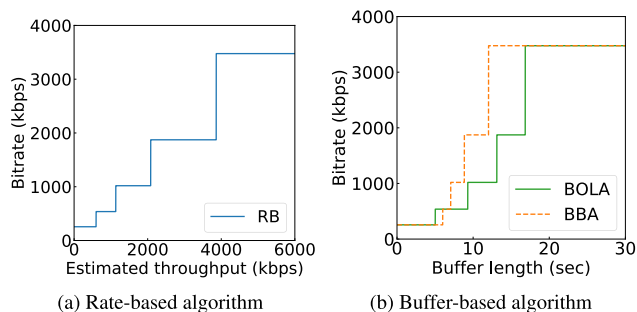 4000
3000
2000
1000
0
Bitrate (kbps)
0 2000 4000 6000
Estimated throughput (kbps)
RB
(a) Rate-based algorithm
4000
3000
2000
1000
0
Bitrate (kbps)
0 10 20 30
Buffer length (sec)
BOLA
BBA
(b) Buffer-based algorithm